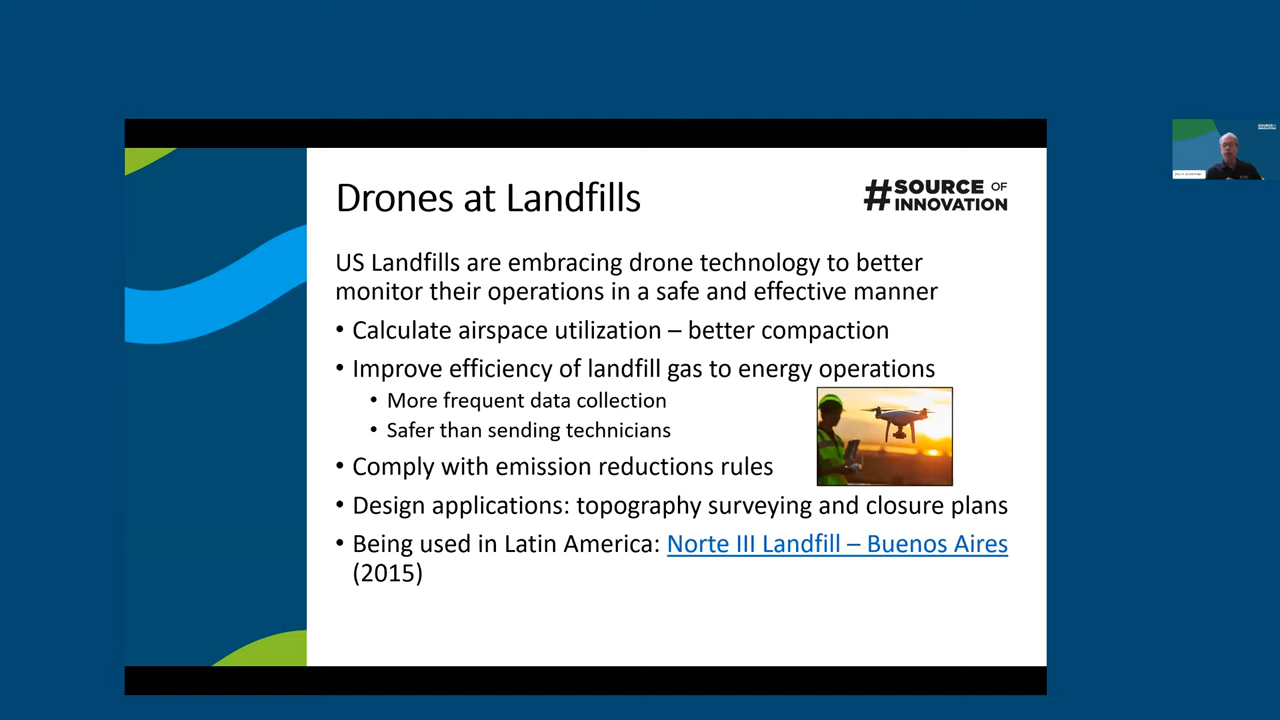 Drones at Landfills
#SOURCE OF
INNOVATION
US Landfills are embracing drone technology to better
monitor their operations in a safe and effective manner
• Calculate airspace utilization – better compaction
• Improve efficiency of landfill gas to energy operations
• More frequent data collection
• Safer than sending technicians
• Comply with emission reductions rules
• Design applications: topography surveying and closure plans
• Being used in Latin America: Norte III Landfill – Buenos Aires
(2015)